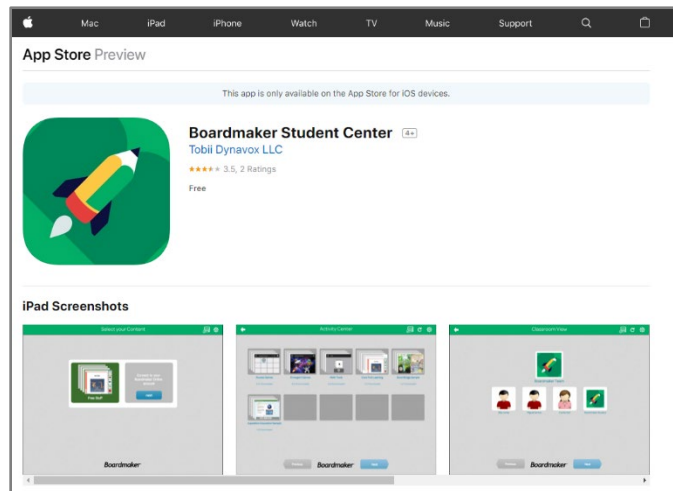 Mac iPad iPhone Watch TV Music Support
App Store Preview
This app is only available on the App Store for iOS devices.
Boardmaker Student Center 4+
Tobii Dynavox LLC
3.5, 2 Ratings
Free
iPad Screenshots
Select your Content
Activity Center
Classroom View
Free Stuff
Boardmaker
Boardmaker
Boardmaker